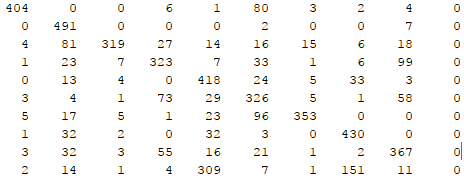 404 0 0 6 1 80 3 2 4 0
0 491 0 0 0 2 0 0 7 0
4 81 319 27 14 16 15 6 18 0
1 23 7 323 7 33 1 6 99 0
0 13 4 0 418 24 5 33 3 0
3 4 1 73 29 326 5 1 58 0
5 17 5 1 23 96 353 0 0 0
1 32 2 0 32 3 0 430 0 0
3 32 3 55 16 21 1 2 367 0
2 14 1 4 309 7 1 151 11 0